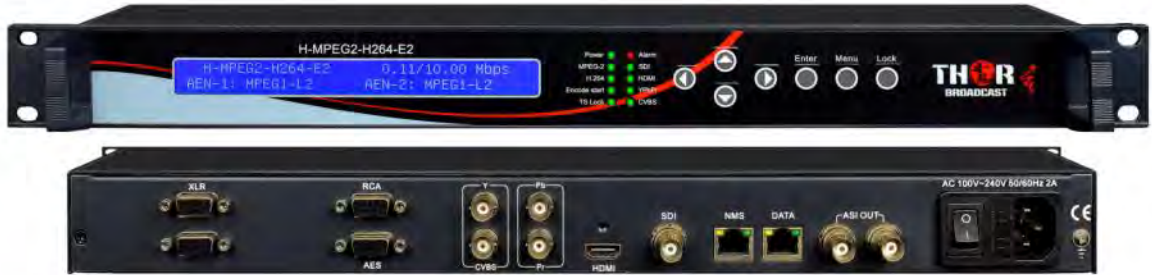 H-MPEG2-H264-E2
H-MPEG2-H264-E2 0.11/10.00 Mbps
AEN-1: MPEG1-L2 AEN-2: MPEG1-L2
Power Alarm
MPEG-2 SDI
H.264 HDMI
Encode start YPbPr
TS Lock CVBS
Enter Menu Lock
THOR
BROADCAST
XLR RCA Y Pb
AC 100V~240V 50/60Hz 2A
SDI NMS DATA ASI OUT
CE
AES CVBS Pr HDMI